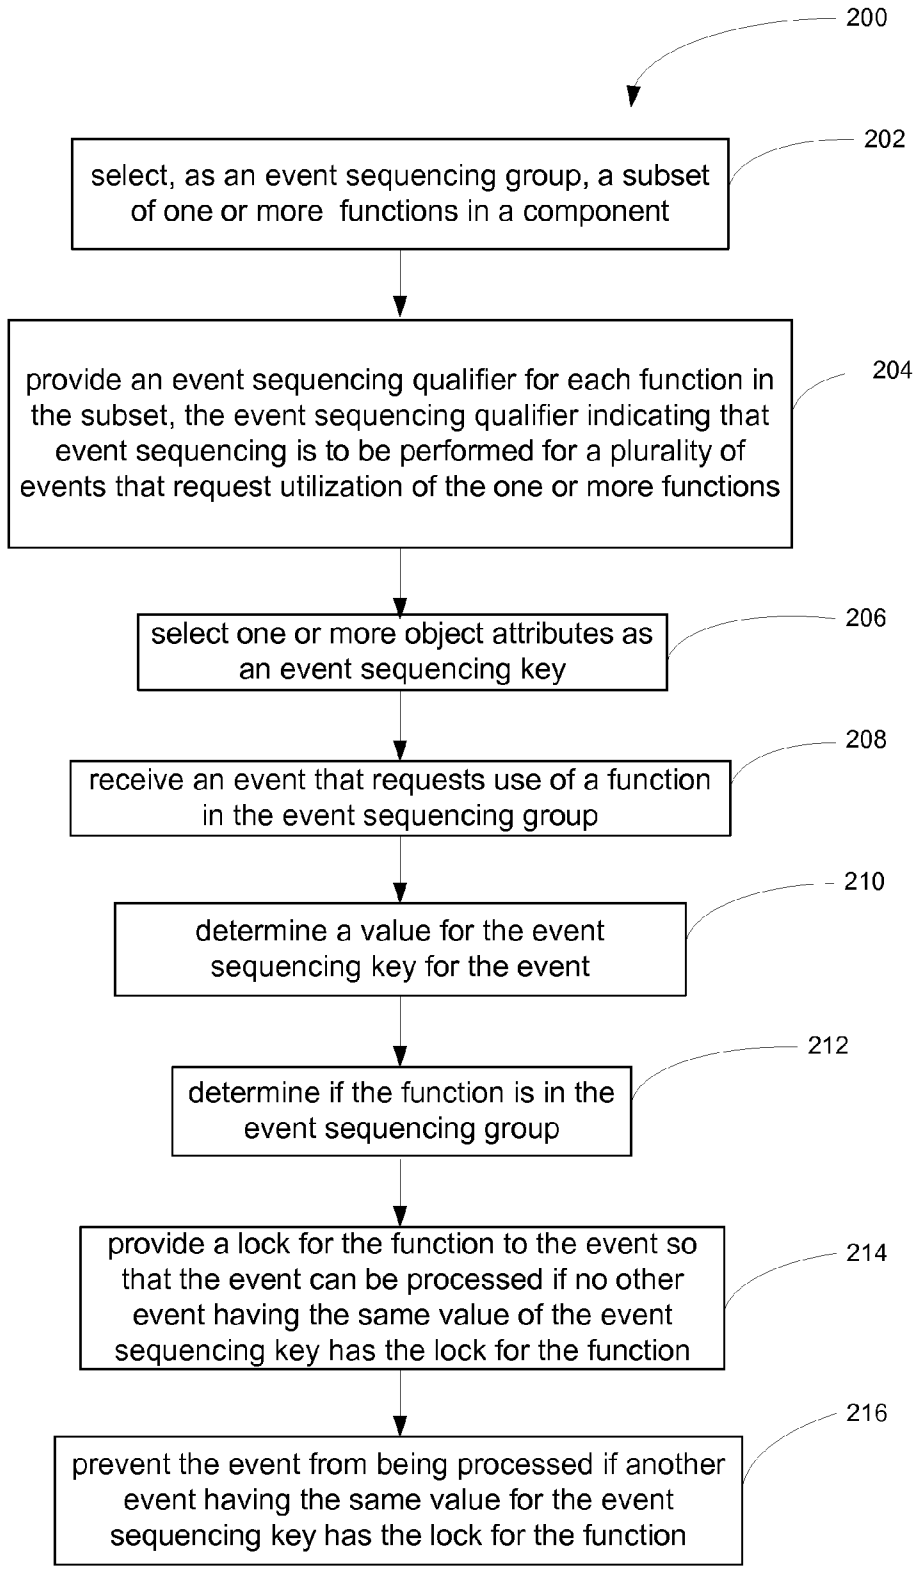 200
202
select, as an event sequencing group, a subset
of one or more functions in a component
204
provide an event sequencing qualifier for each function in
the subset, the event sequencing qualifier indicating that
event sequencing is to be performed for a plurality of
events that request utilization of the one or more functions
206
select one or more object attributes as
an event sequencing key
208
receive an event that requests use of a function
in the event sequencing group
210
determine a value for the event
sequencing key for the event
212
determine if the function is in the
event sequencing group
214
provide a lock for the function to the event so
that the event can be processed if no other
event having the same value of the event
sequencing key has the lock for the function
216
prevent the event from being processed if another
event having the same value for the event
sequencing key has the lock for the function